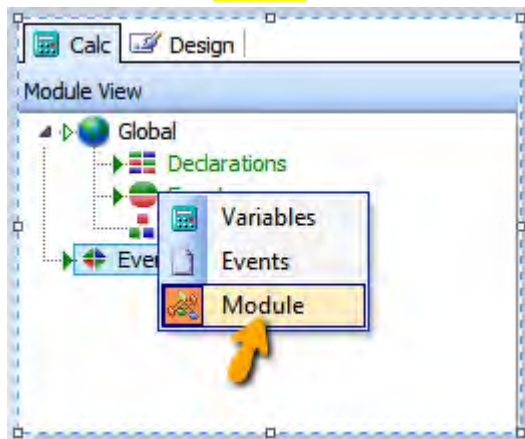 Calc Design
Module View
Global
Declarations
Variables
Events
Module